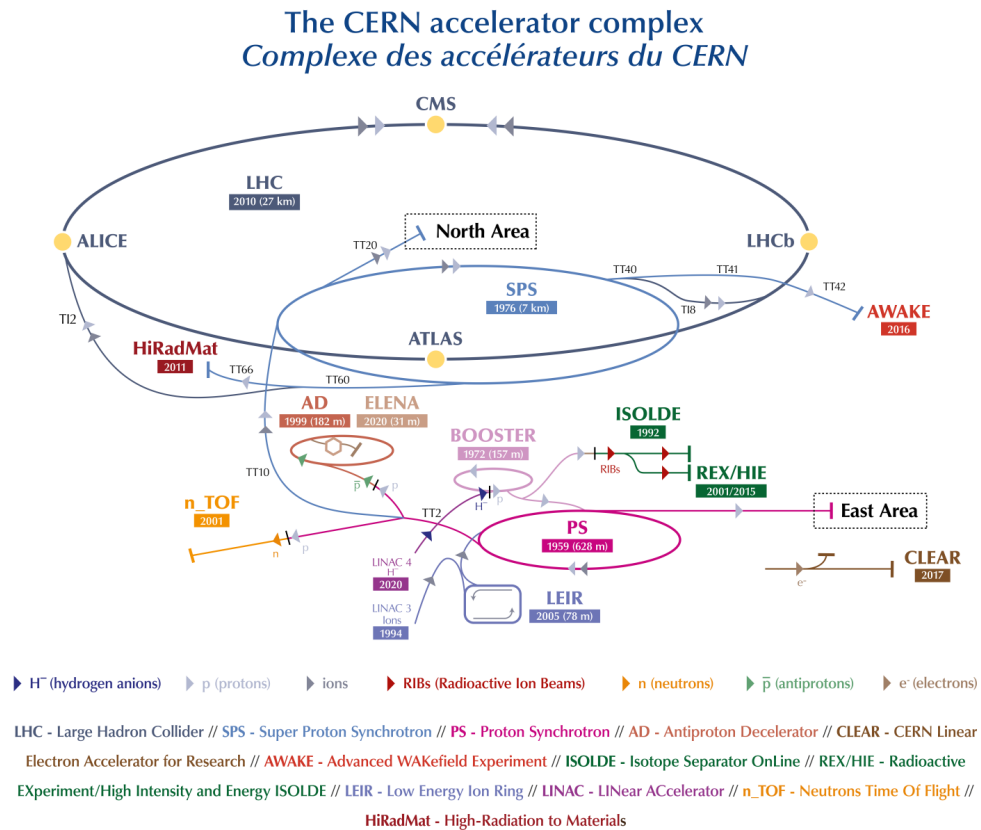 The CERN accelerator complex
Complexe des accélérateurs du CERN
CMS
LHC
2010 (27 km)
North Area
TT20
ALICE
LHCb
TT40
TT41
SPS
1976 (7 km)
TT42
TI8
AWAKE
2016
TI2
ATLAS
HiRadMat
2011
TT66
TT60
AD
1999 (182 m)
ELENA
2020 (31 m)
ISOLDE
1992
BOOSTER
1972 (157 m)
RIBs
REX/HIE
2001/2015
TT10
p̅
p
H⁻
p
n_TOF
2001
TT2
East Area
PS
1959 (628 m)
n
p
LINAC 4
H⁻
2020
CLEAR
2017
e⁻
LINAC 3
Ions
1994
LEIR
2005 (78 m)
H⁻ (hydrogen anions)
p (protons)
ions
RIBs (Radioactive Ion Beams)
n (neutrons)
p̅ (antiprotons)
e⁻ (electrons)
LHC - Large Hadron Collider // SPS - Super Proton Synchrotron // PS - Proton Synchrotron // AD - Antiproton Decelerator // CLEAR - CERN Linear
Electron Accelerator for Research // AWAKE - Advanced WAKefield Experiment // ISOLDE - Isotope Separator OnLine // REX/HIE - Radioactive
EXperiment/High Intensity and Energy ISOLDE // LEIR - Low Energy Ion Ring // LINAC - LINear ACcelerator // n_TOF - Neutrons Time Of Flight //
HiRadMat - High-Radiation to Materials